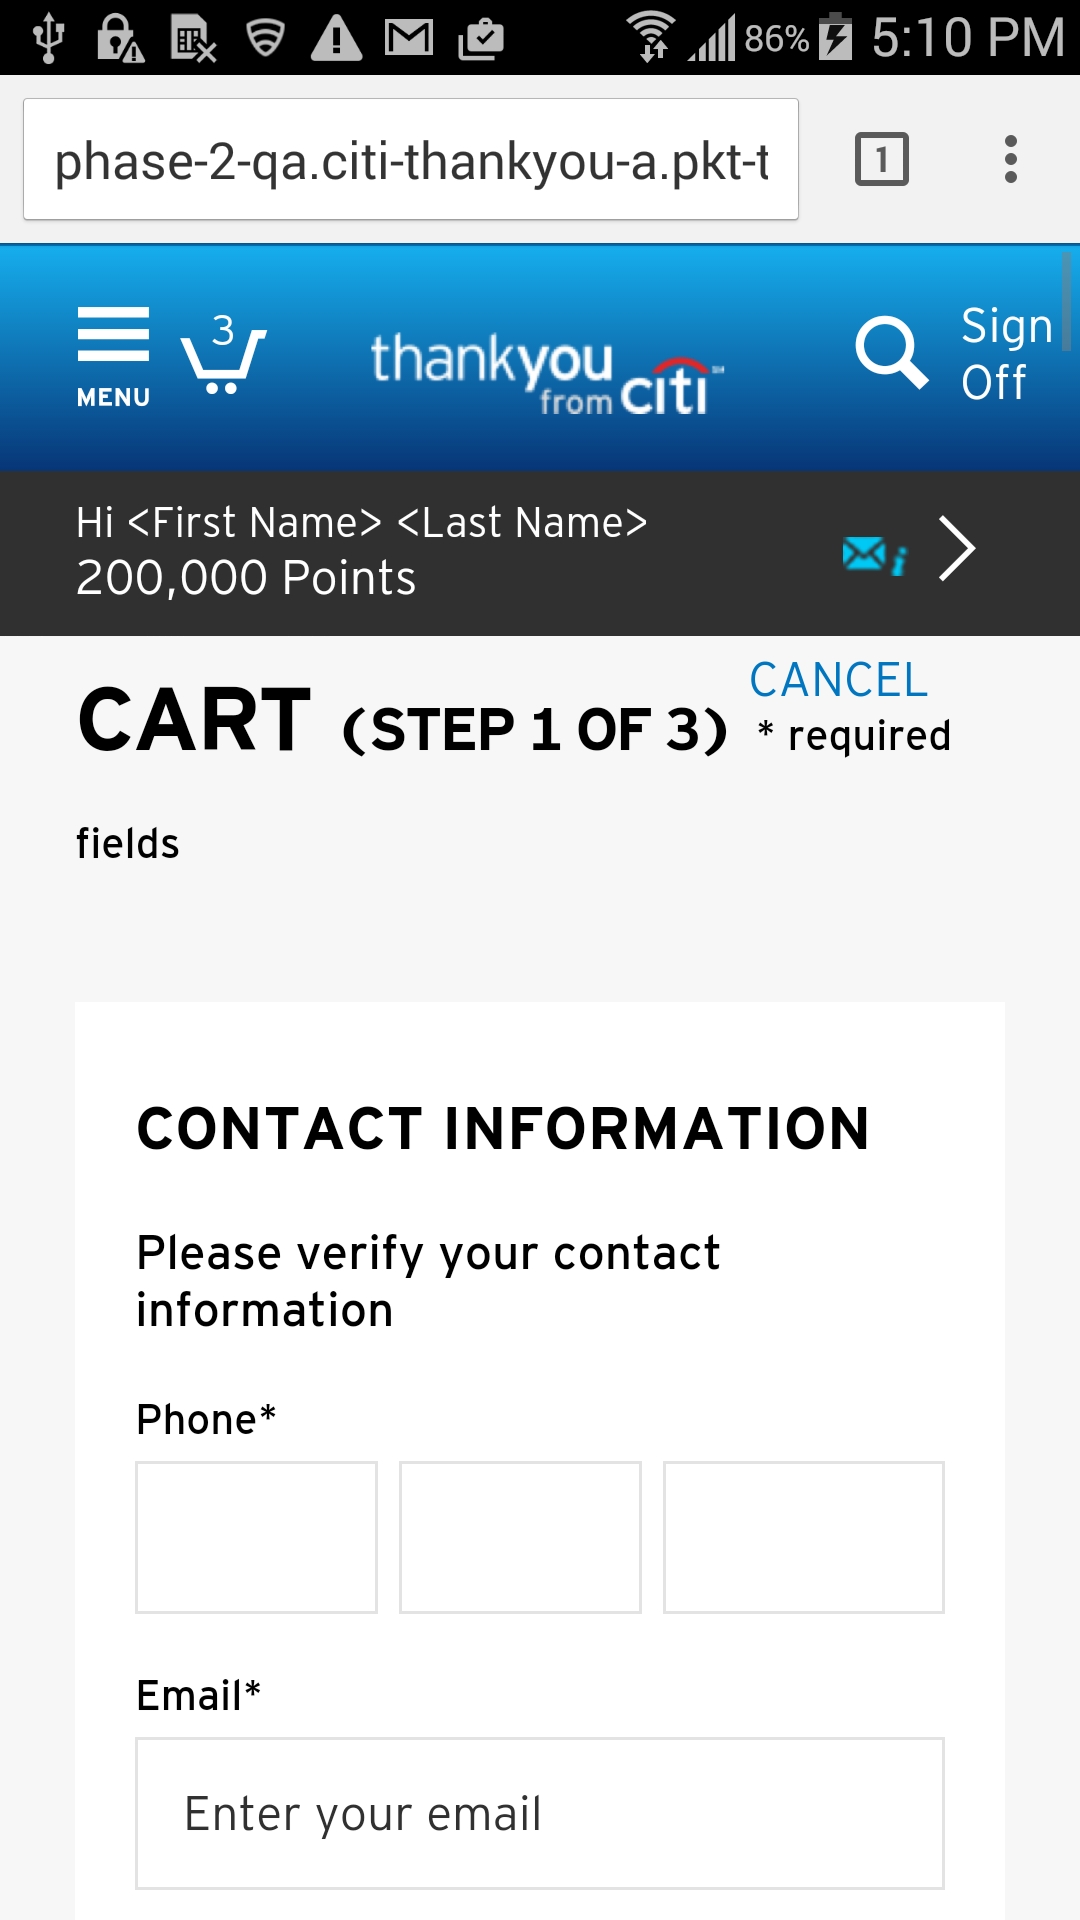 86% 5:10 PM
phase-2-qa.citi-thankyou-a.pkt-t
1
MENU
3
thankyou
from citi
Sign
Off
Hi <First Name> <Last Name>
200,000 Points
CANCEL
CART (STEP 1 OF 3) * required
fields
CONTACT INFORMATION
Please verify your contact
information
Phone*
Email*
Enter your email